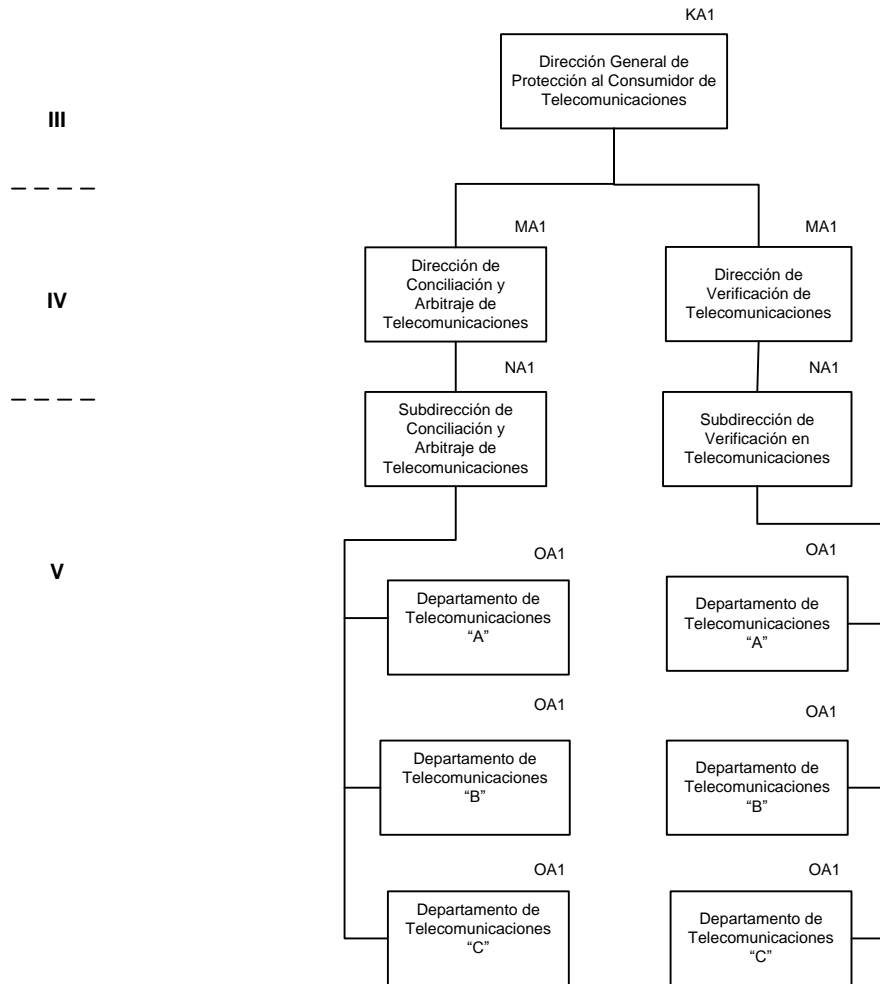 KA1
Dirección General de
Protección al Consumidor de
Telecomunicaciones
III
MA1
MA1
Dirección de
Conciliación y
Arbitraje de
Telecomunicaciones
Dirección de
Verificación de
Telecomunicaciones
IV
NA1
NA1
Subdirección de
Conciliación y
Arbitraje de
Telecomunicaciones
Subdirección de
Verificación en
Telecomunicaciones
V
OA1
OA1
Departamento de
Telecomunicaciones
“A”
Departamento de
Telecomunicaciones
“A”
OA1
OA1
Departamento de
Telecomunicaciones
“B”
Departamento de
Telecomunicaciones
“B”
OA1
OA1
Departamento de
Telecomunicaciones
“C”
Departamento de
Telecomunicaciones
“C”